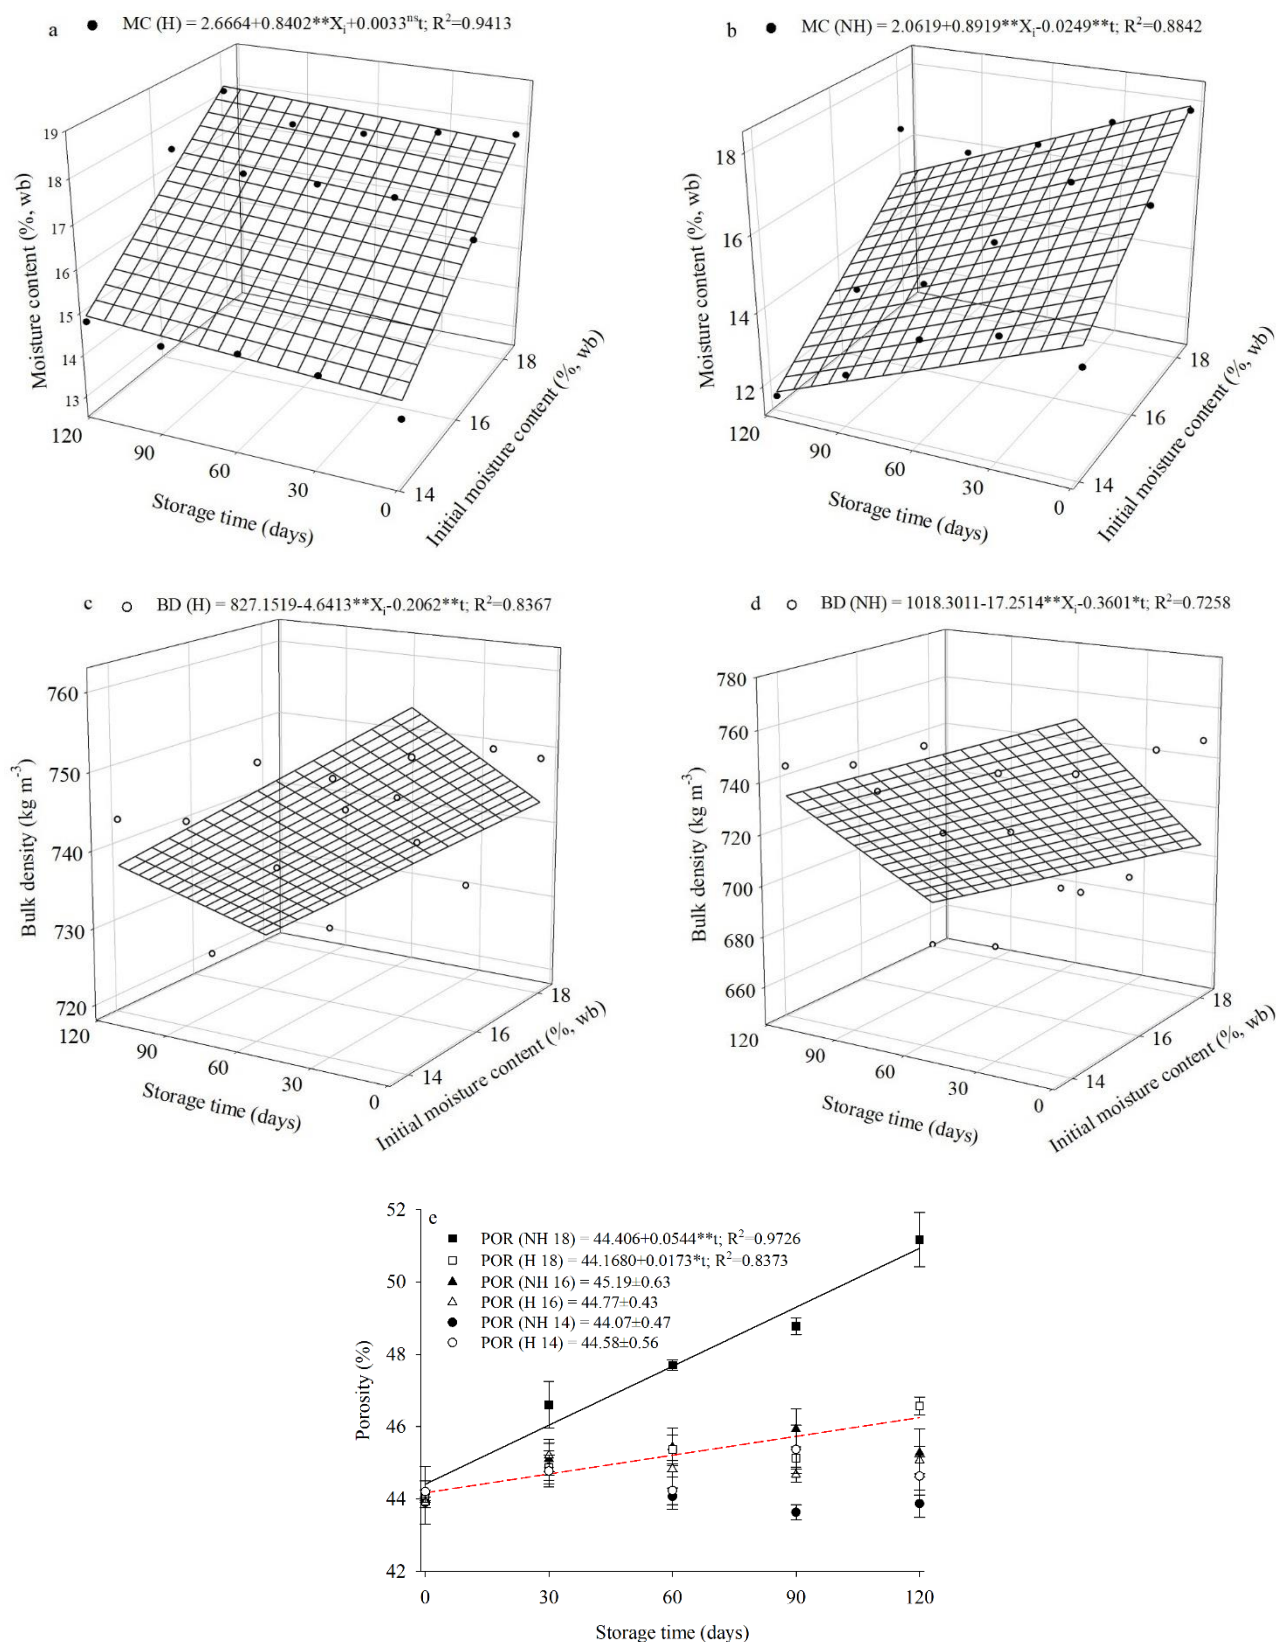 a ● MC (H) = 2.6664+0.8402**Xᵢ+0.0033ⁿˢt; R²=0.9413
19
18
17
16
15
14
13
Moisture content (%, wb)
120
90
60
30
0
Storage time (days)
14
16
18
Initial moisture content (%, wb)
b ● MC (NH) = 2.0619+0.8919**Xᵢ-0.0249**t; R²=0.8842
18
16
14
12
Moisture content (%, wb)
120
90
60
30
0
Storage time (days)
14
16
18
Initial moisture content (%, wb)
c ○ BD (H) = 827.1519-4.6413**Xᵢ-0.2062**t; R²=0.8367
760
750
740
730
720
Bulk density (kg m⁻³)
120
90
60
30
0
Storage time (days)
14
16
18
Initial moisture content (%, wb)
d ○ BD (NH) = 1018.3011-17.2514**Xᵢ-0.3601*t; R²=0.7258
780
760
740
720
700
680
660
Bulk density (kg m⁻³)
120
90
60
30
0
Storage time (days)
14
16
18
Initial moisture content (%, wb)
e
■ POR (NH 18) = 44.406+0.0544**t; R²=0.9726
□ POR (H 18) = 44.1680+0.0173*t; R²=0.8373
▲ POR (NH 16) = 45.19±0.63
△ POR (H 16) = 44.77±0.43
● POR (NH 14) = 44.07±0.47
○ POR (H 14) = 44.58±0.56
52
50
48
46
44
42
Porosity (%)
0 30 60 90 120
Storage time (days)